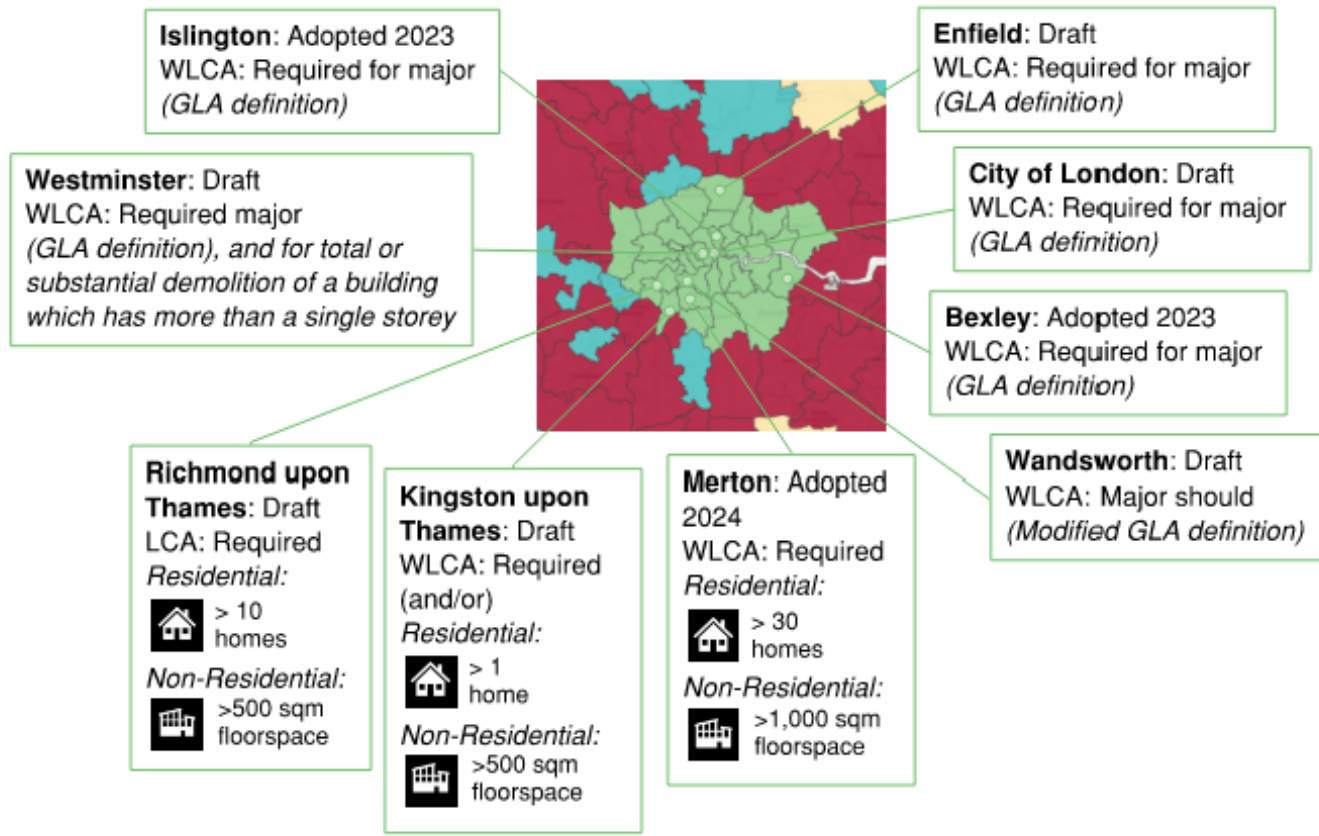 Islington: Adopted 2023
WLCA: Required for major
(GLA definition)
Enfield: Draft
WLCA: Required for major
(GLA definition)
Westminster: Draft
WLCA: Required major
(GLA definition), and for total or
substantial demolition of a building
which has more than a single storey
City of London: Draft
WLCA: Required for major
(GLA definition)
Bexley: Adopted 2023
WLCA: Required for major
(GLA definition)
Richmond upon
Thames: Draft
LCA: Required
Residential:
> 10
homes
Non-Residential:
>500 sqm
floorspace
Kingston upon
Thames: Draft
WLCA: Required
(and/or)
Residential:
> 1
home
Non-Residential:
>500 sqm
floorspace
Merton: Adopted
2024
WLCA: Required
Residential:
> 30
homes
Non-Residential:
>1,000 sqm
floorspace
Wandsworth: Draft
WLCA: Major should
(Modified GLA definition)